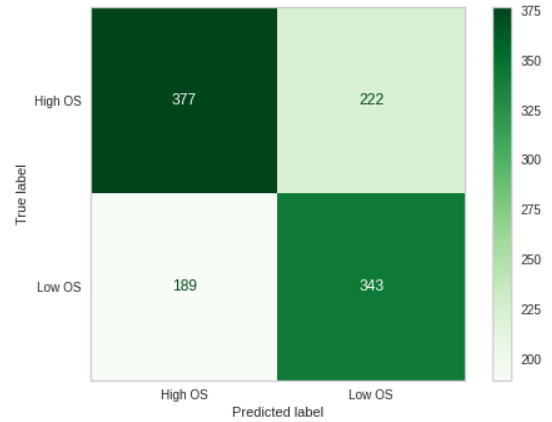 375
350
325
300
275
250
225
200
True label
High OS
377
222
Low OS
189
343
High OS
Low OS
Predicted label